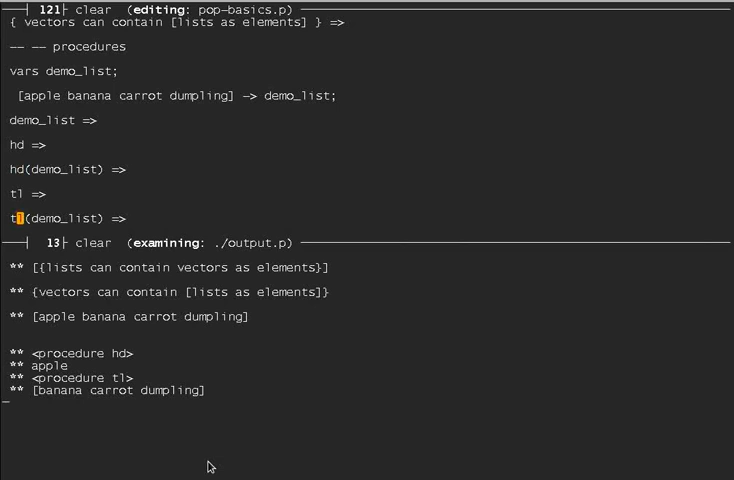 121 clear (editing: pop-basics.p)
{ vectors can contain [lists as elements] } =>
-- -- procedures
vars demo_list;
[apple banana carrot dumpling] -> demo_list;
demo_list =>
hd =>
hd(demo_list) =>
tl =>
tl(demo_list) =>
13 clear (examining: ./output.p)
** [{lists can contain vectors as elements}]
** {vectors can contain [lists as elements]}
** [apple banana carrot dumpling]
** <procedure hd>
** apple
** <procedure tl>
** [banana carrot dumpling]